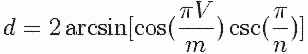 d = 2 arcsin[cos(πV/m) csc(π/n)]